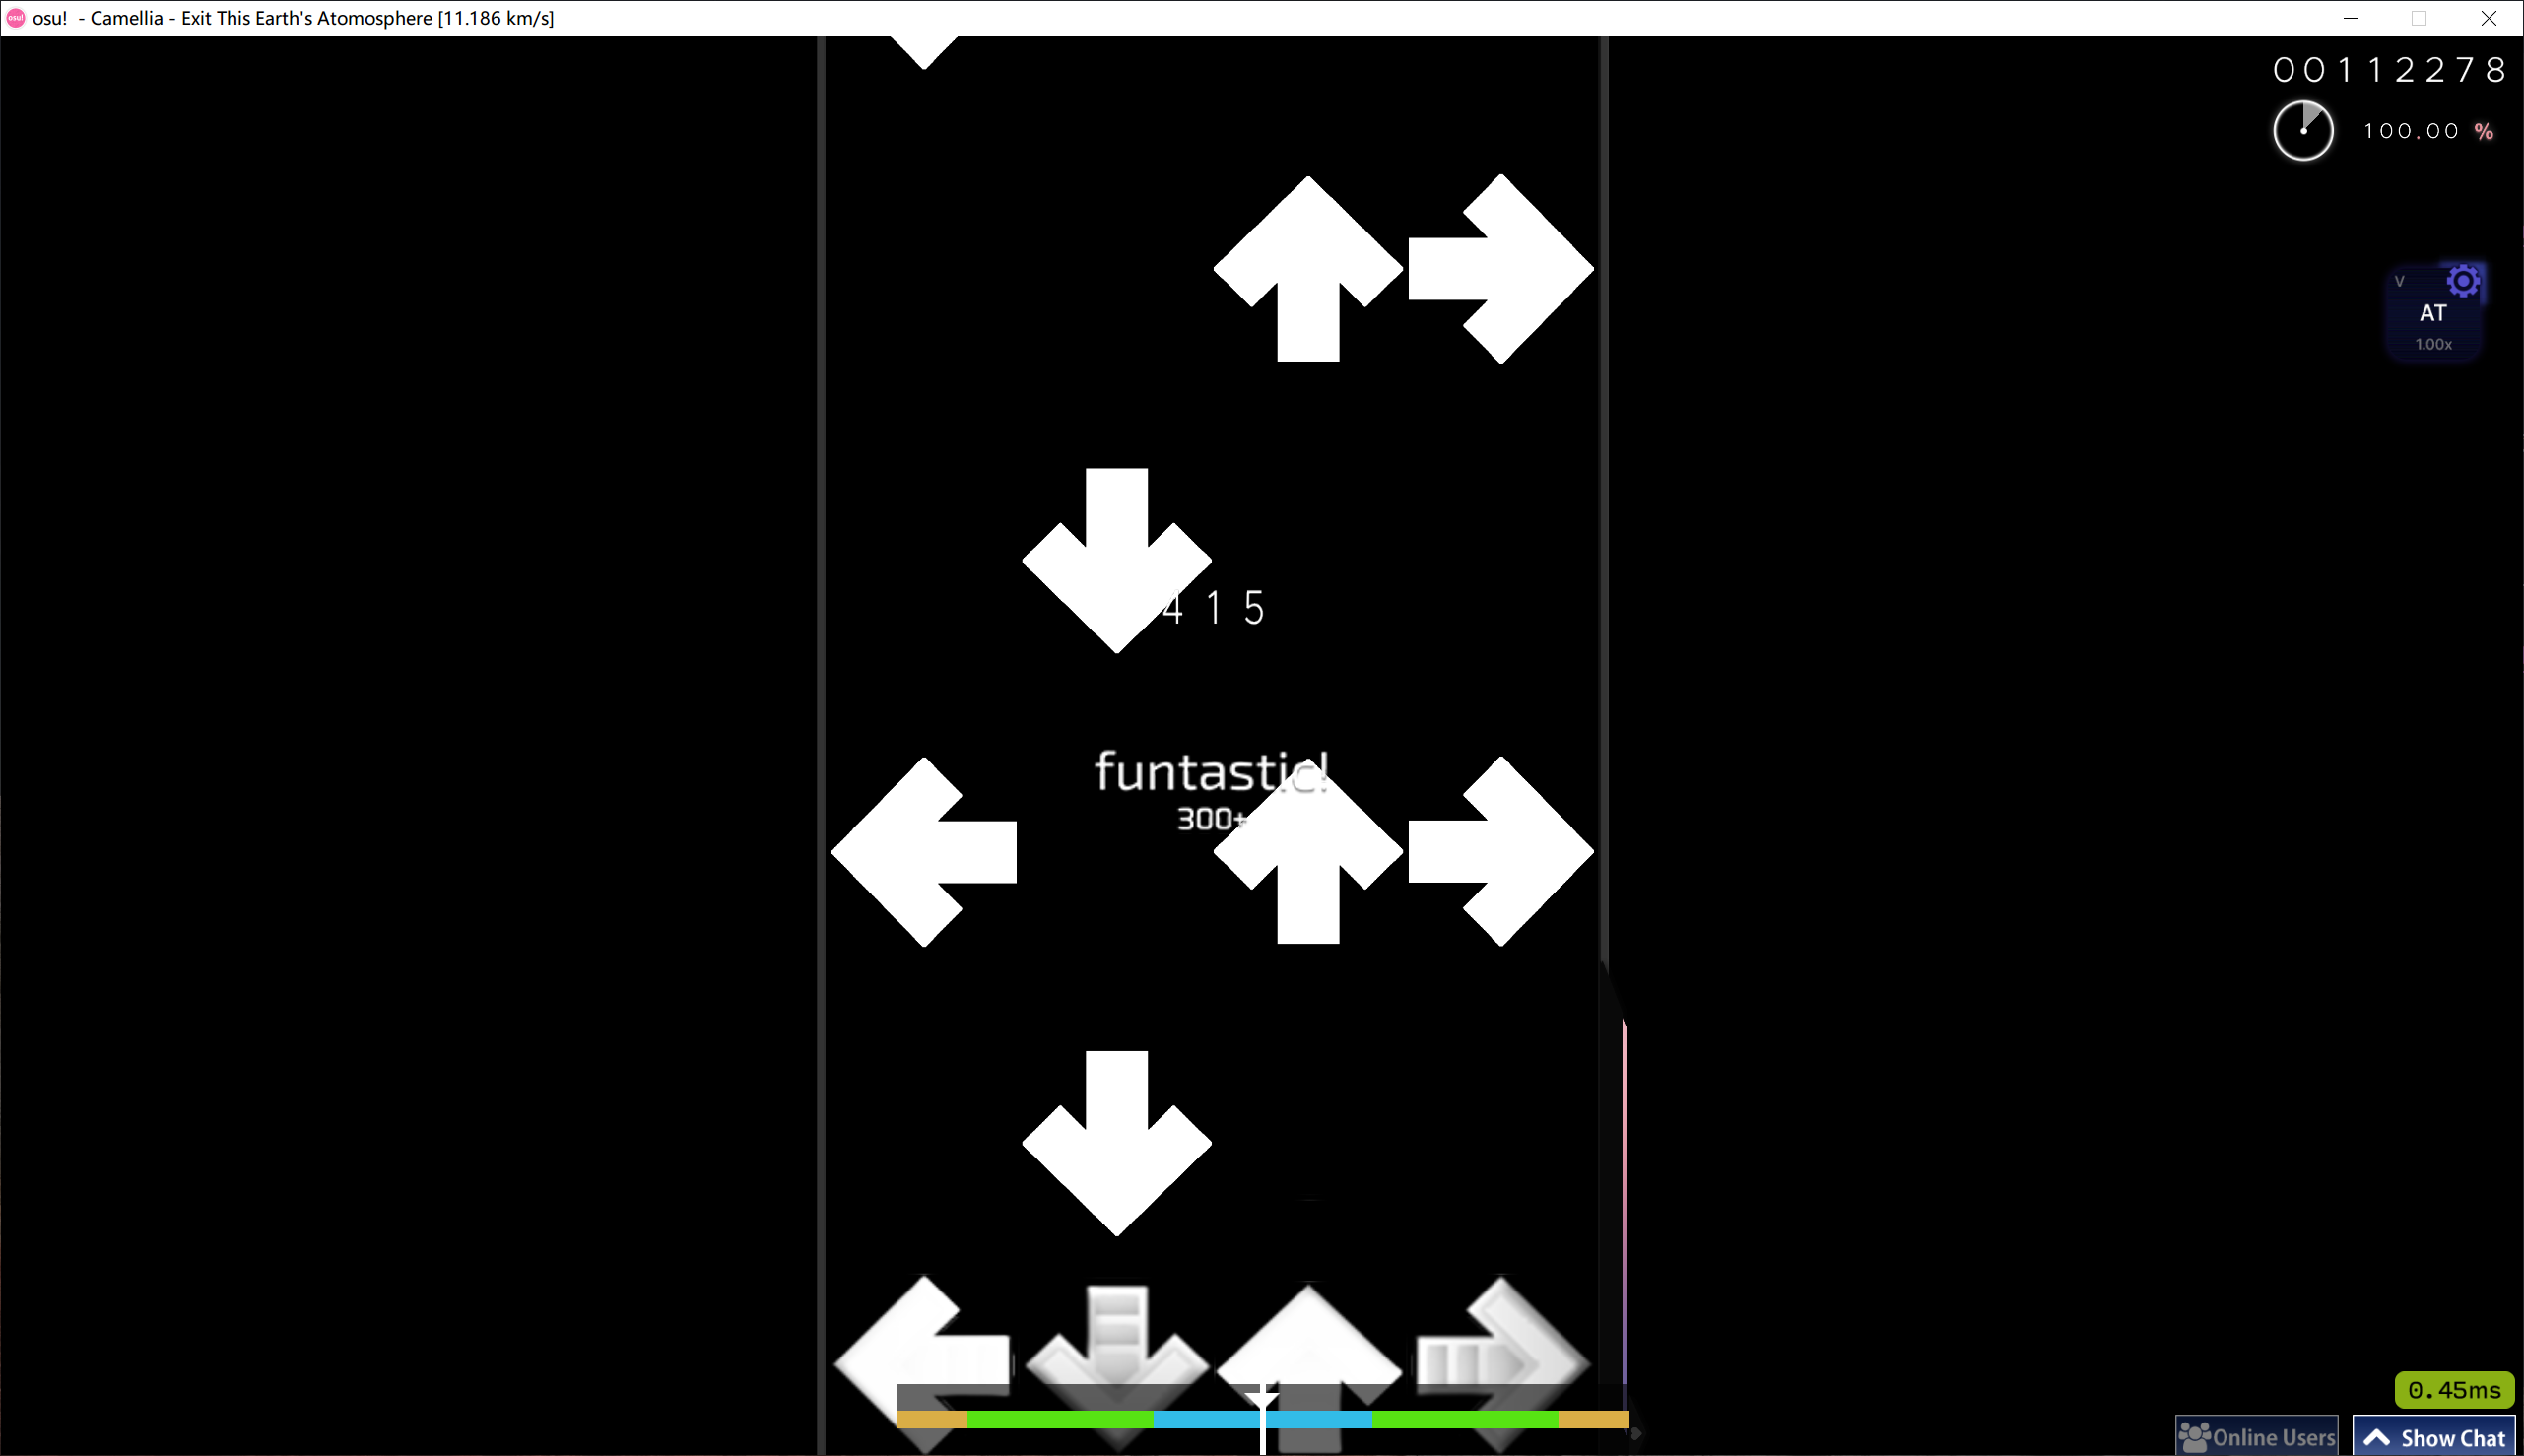 osu! - Camellia - Exit This Earth's Atomosphere [11.186 km/s]
00112278
100.00 %
V
AT
1.00x
415
funtastic!
300+
0.45ms
Online Users
Show Chat